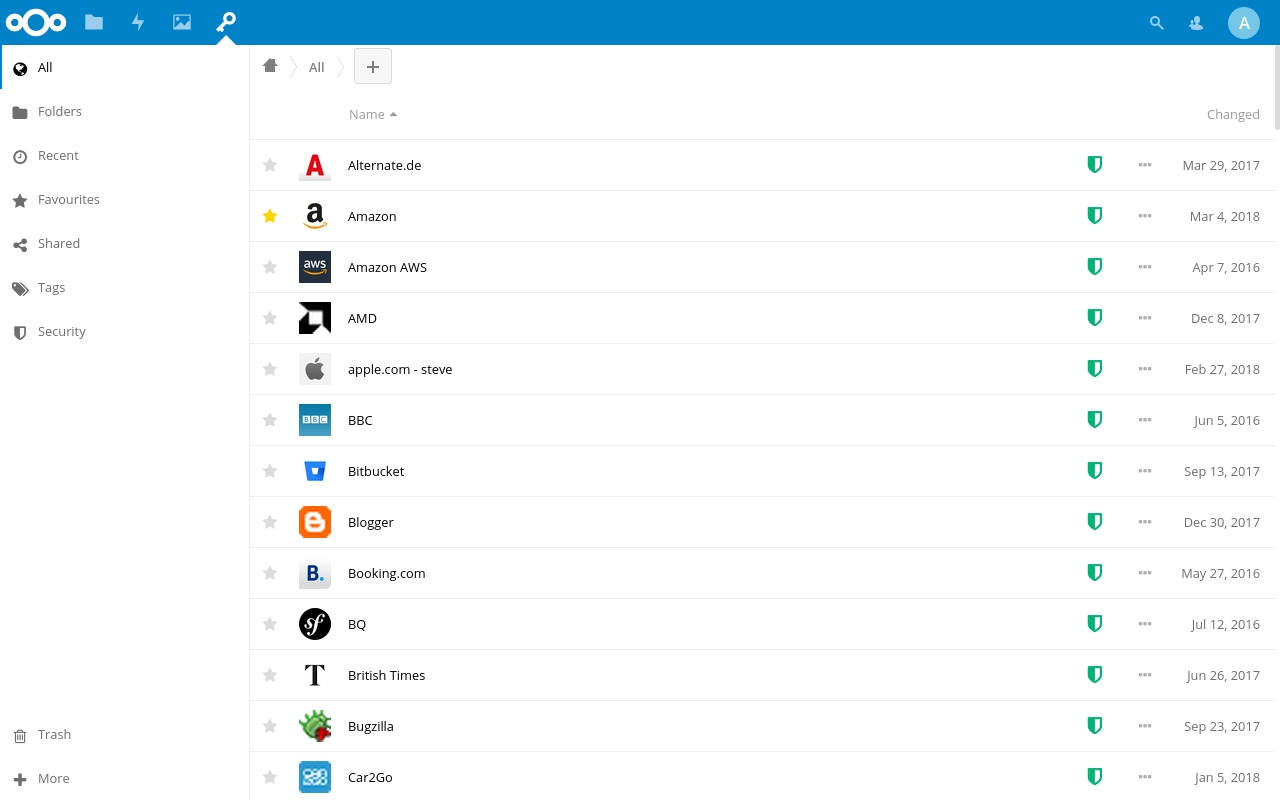 A
All
Folders
Recent
Favourites
Shared
Tags
Security
Trash
More
All
Name Changed
Alternate.de Mar 29, 2017
Amazon Mar 4, 2018
aws Amazon AWS Apr 7, 2016
AMD Dec 8, 2017
apple.com - steve Feb 27, 2018
BBC BBC Jun 5, 2016
Bitbucket Sep 13, 2017
Blogger Dec 30, 2017
B. Booking.com May 27, 2016
sf BQ Jul 12, 2016
T British Times Jun 26, 2017
Bugzilla Sep 23, 2017
Car2Go Jan 5, 2018